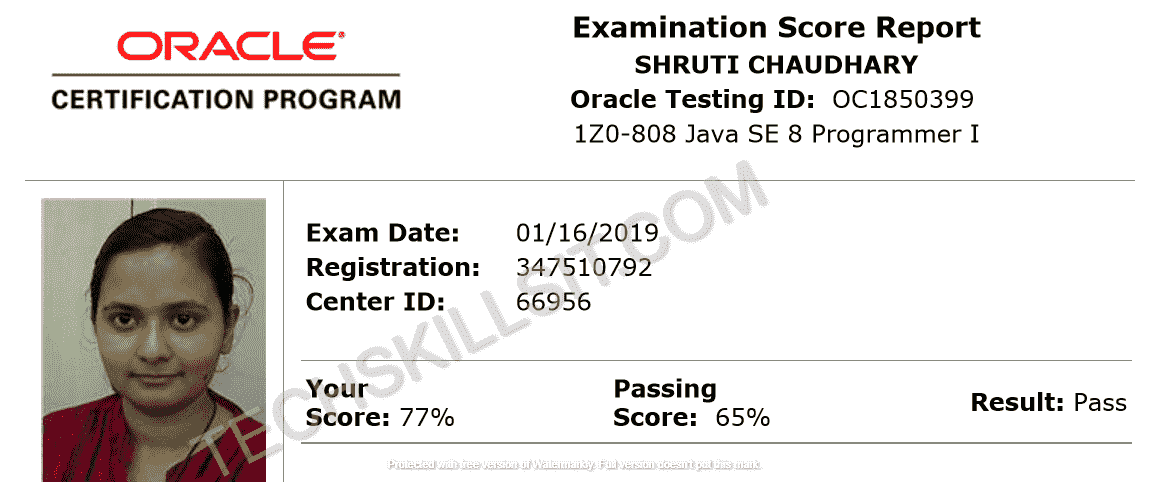 ORACLE
CERTIFICATION PROGRAM
Examination Score Report
SHRUTI CHAUDHARY
Oracle Testing ID: OC1850399
1Z0-808 Java SE 8 Programmer I
Exam Date: 01/16/2019
Registration: 347510792
Center ID: 66956
Your
Score: 77%
Passing
Score: 65%
Result: Pass
TECHSKILLSIT.COM
Protected with free version of Watermarkly. Full version doesn't put this mark.